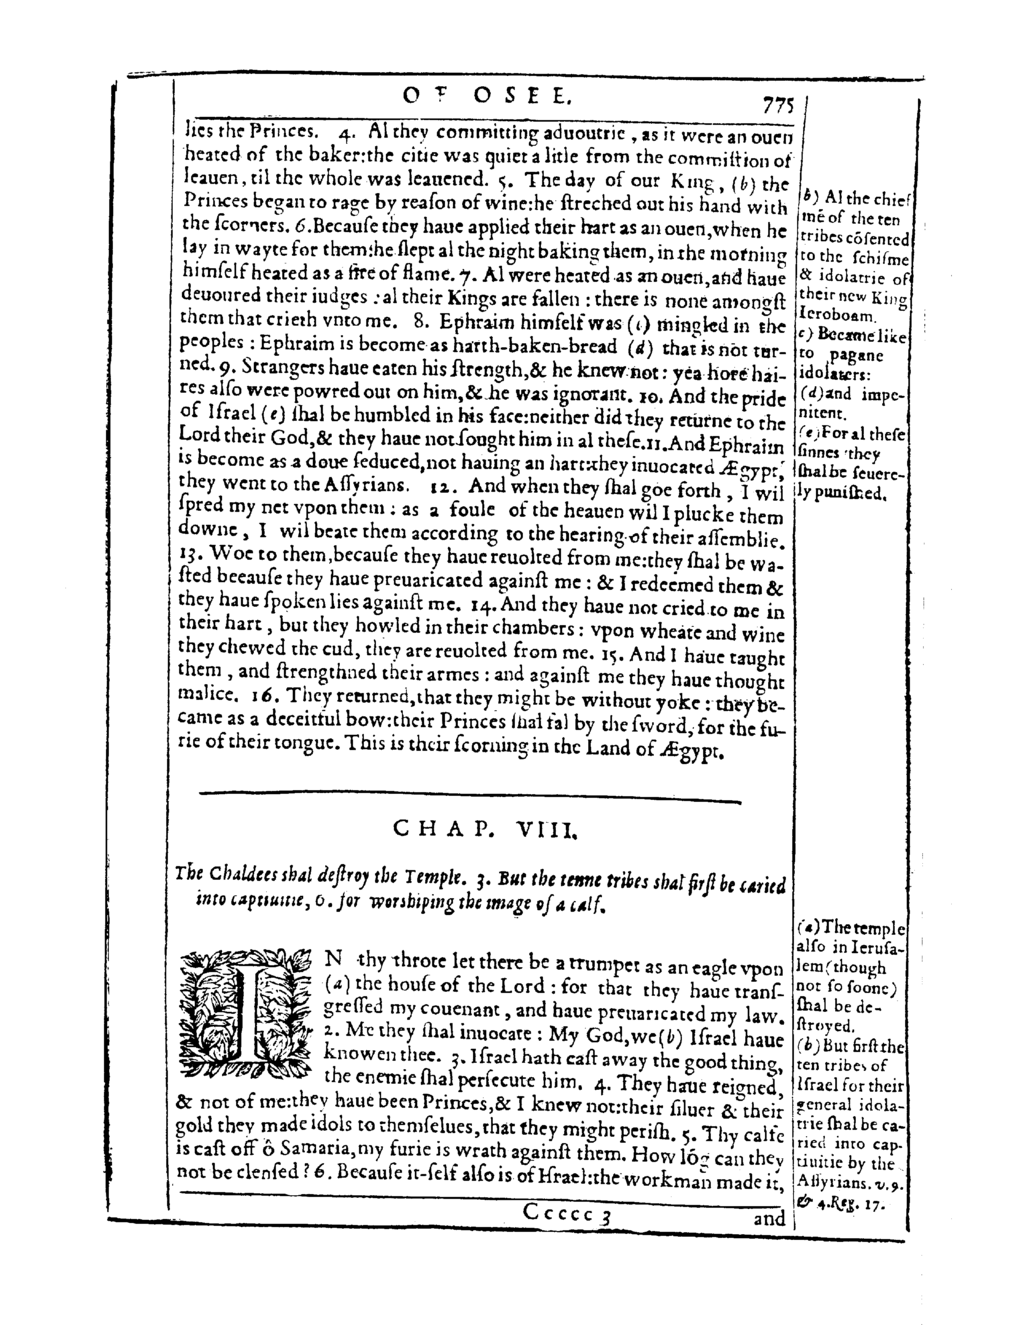 OF OSEE. 775
lies the Princes. 4. Al they committing aduoutrie, as it were an ouen
heated of the baker:the citie was quiet a litle from the commistion of
leauen, til the whole was leauened. 5. The day of our King, (b) the
Princes began to rage by reaſon of wine:he ſtreched out his hand with
the ſcorners. 6.Becauſe they haue applied their hart as an ouen,when he
lay in wayte for them:he ſlept al the night baking them, in the morning
himſelf heated as a fire of flame. 7. Al were heated as an ouen,and haue
deuoured their iudges : al their Kings are fallen : there is none amongſt
them that crieth vnto me. 8. Ephraim himſelf was (c) mingled in the
peoples : Ephraim is become as harth-baken-bread (d) that is not tur-
ned. 9. Strangers haue eaten his ſtrength,& he knew not : yea hore hai-
res alſo were powred out on him,& he was ignorant. 10. And the pride
of Iſrael (e) ſhal be humbled in his face:neither did they returne to the
Lord their God,& they haue not ſought him in al theſe.11.And Ephraim
is become as a doue ſeduced,not hauing an hart:they inuocated Ægypt,
they went to the Aſſyrians. 12. And when they ſhal goe forth, I wil
ſpred my net vpon them : as a foule of the heauen wil I plucke them
downe, I wil beate them according to the hearing of their aſſemblie.
13. Woe to them,becauſe they haue reuolted from me:they ſhal be wa-
ſted beeauſe they haue preuaricated againſt me : & I redeemed them &
they haue ſpoken lies againſt me. 14. And they haue not cried to me in
their hart, but they howled in their chambers : vpon wheate and wine
they chewed the cud, they are reuolted from me. 15. And I haue taught
them, and ſtrengthned their armes : and againſt me they haue thought
malice. 16. They returned,that they might be without yoke : they be-
came as a deceitful bow:their Princes ſhal fal by the ſword, for the fu-
rie of their tongue. This is their ſcorning in the Land of Ægypt.
b) Al the chief
mē of the ten
tribes cōſented
to the ſchiſme
& idolatrie of
their new King
Ieroboam.
c) Became like
to pagane
idolaters:
(d)and impe-
nitent.
(e)For al theſe
ſinnes they
ſhal be ſeuere-
ly puniſhed.
CHAP. VIII.
The Chaldees shal deſtroy the Temple. 3. But the tenne tribes shal firſt be caried
into captiuitie, 6. for worshiping the image of a calf.
IN thy throte let there be a trumpet as an eagle vpon
(a) the houſe of the Lord : for that they haue tranſ-
greſſed my couenant, and haue preuaricated my law.
2. Me they ſhal inuocate : My God,we(b) Iſrael haue
knowen thee. 3. Iſrael hath caſt away the good thing,
the enemie ſhal perſecute him. 4. They haue reigned,
& not of me:they haue been Princes,& I knew not:their ſiluer & their
gold they made idols to themſelues,that they might periſh. 5. Thy calfe
is caſt off ô Samaria,my furie is wrath againſt them. How lōg can they
not be clenſed ? 6. Becauſe it-ſelf alſo is of Iſrael:the workman made it,
(a)The temple
alſo in Ieruſa-
lem(though
not ſo ſoone)
ſhal be de-
ſtroyed.
(b)But firſt the
ten tribes of
Iſrael for their
general idola-
trie ſhal be ca-
ried into cap-
tiuitie by the
Aſſyrians. v. 9.
& 4.Reg. 17.
Ccccc 3 and